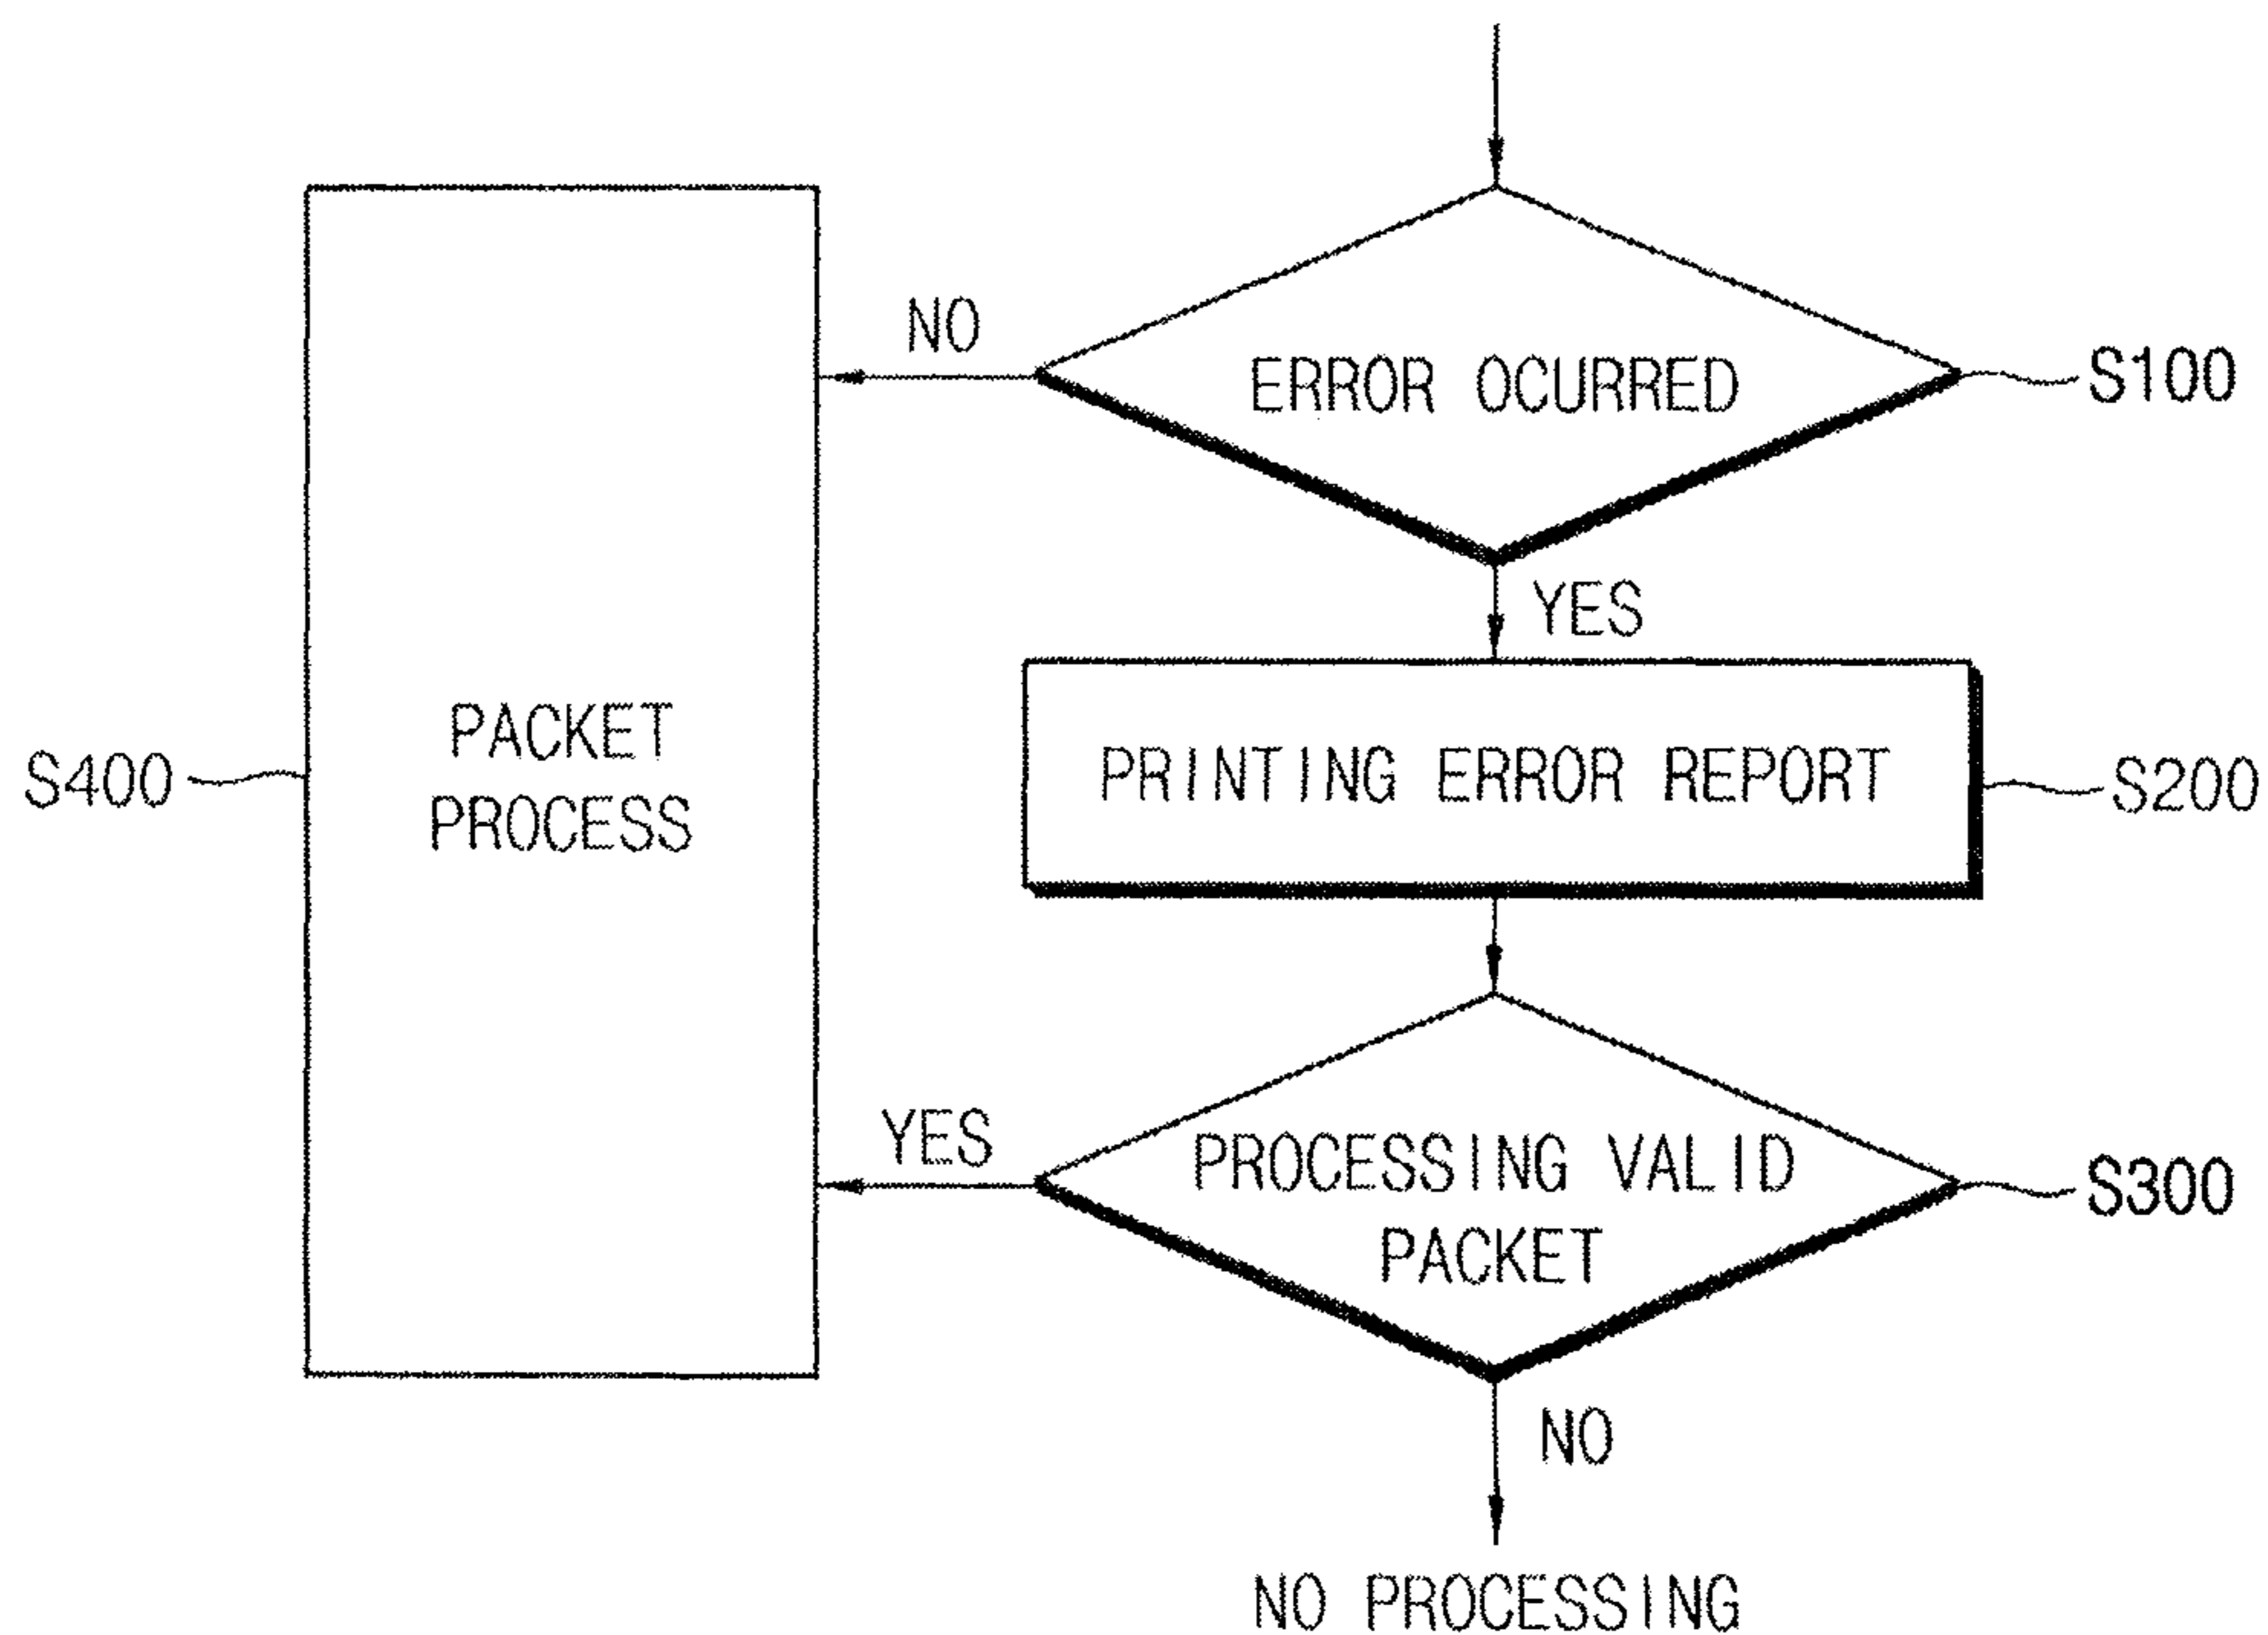 NO
ERROR OCURRED
S100
YES
PACKET
PROCESS
S400
PRINTING ERROR REPORT
S200
YES
PROCESSING VALID
PACKET
S300
NO
NO PROCESSING